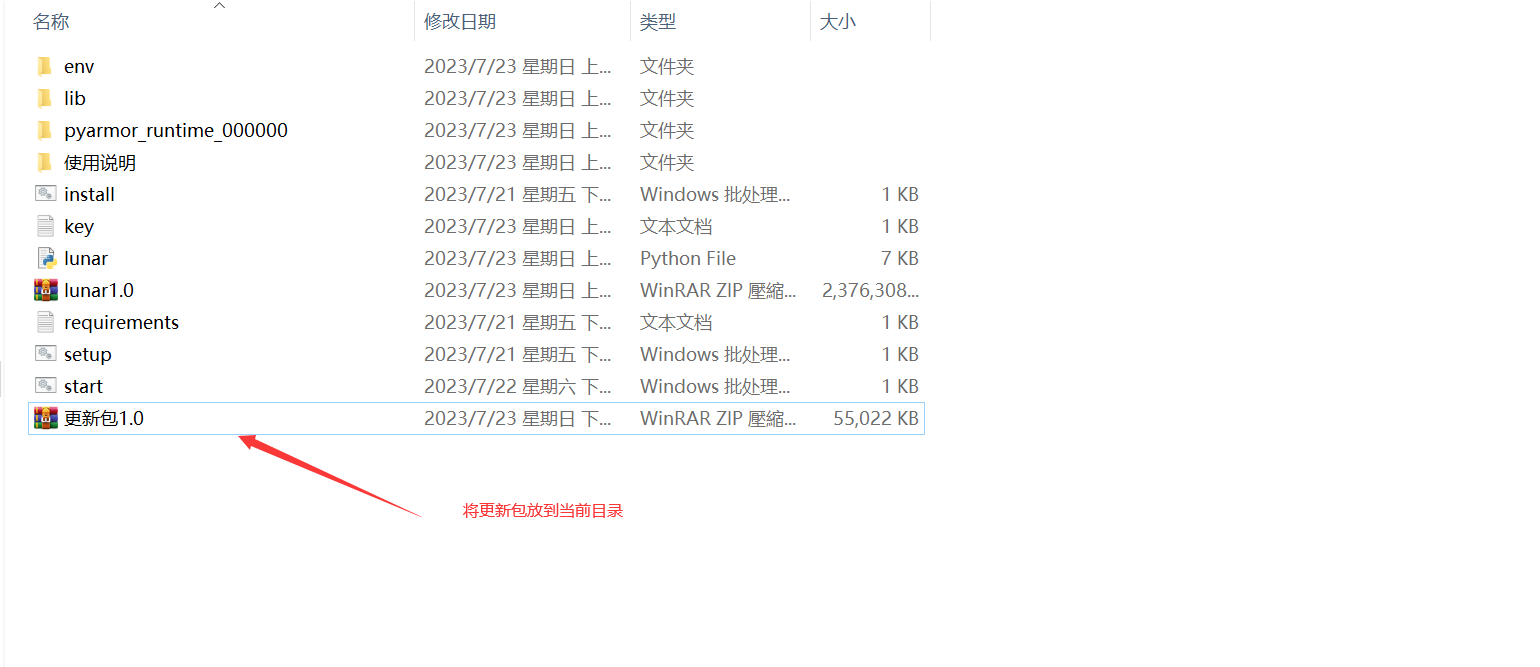 名称 修改日期 类型 大小
env 2023/7/23 星期日 上... 文件夹
lib 2023/7/23 星期日 上... 文件夹
pyarmor_runtime_000000 2023/7/23 星期日 上... 文件夹
使用说明 2023/7/23 星期日 上... 文件夹
install 2023/7/21 星期五 下... Windows 批处理... 1 KB
key 2023/7/23 星期日 上... 文本文档 1 KB
lunar 2023/7/23 星期日 上... Python File 7 KB
lunar1.0 2023/7/23 星期日 上... WinRAR ZIP 壓縮... 2,376,308...
requirements 2023/7/21 星期五 下... 文本文档 1 KB
setup 2023/7/21 星期五 下... Windows 批处理... 1 KB
start 2023/7/22 星期六 下... Windows 批处理... 1 KB
更新包1.0 2023/7/23 星期日 下... WinRAR ZIP 壓縮... 55,022 KB
将更新包放到当前目录